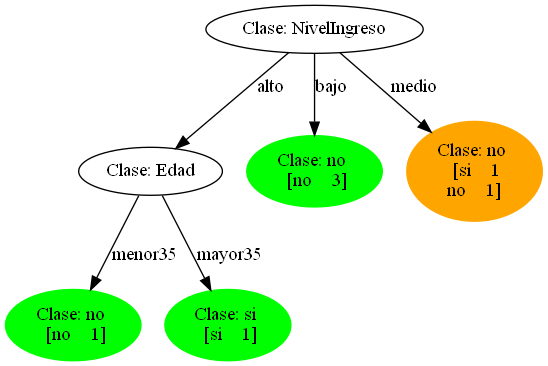 Clase: NivelIngreso
alto
bajo
medio
Clase: Edad
Clase: no
[no    3]
Clase: no
[si    1
no    1]
menor35
mayor35
Clase: no
[no    1]
Clase: si
[si    1]